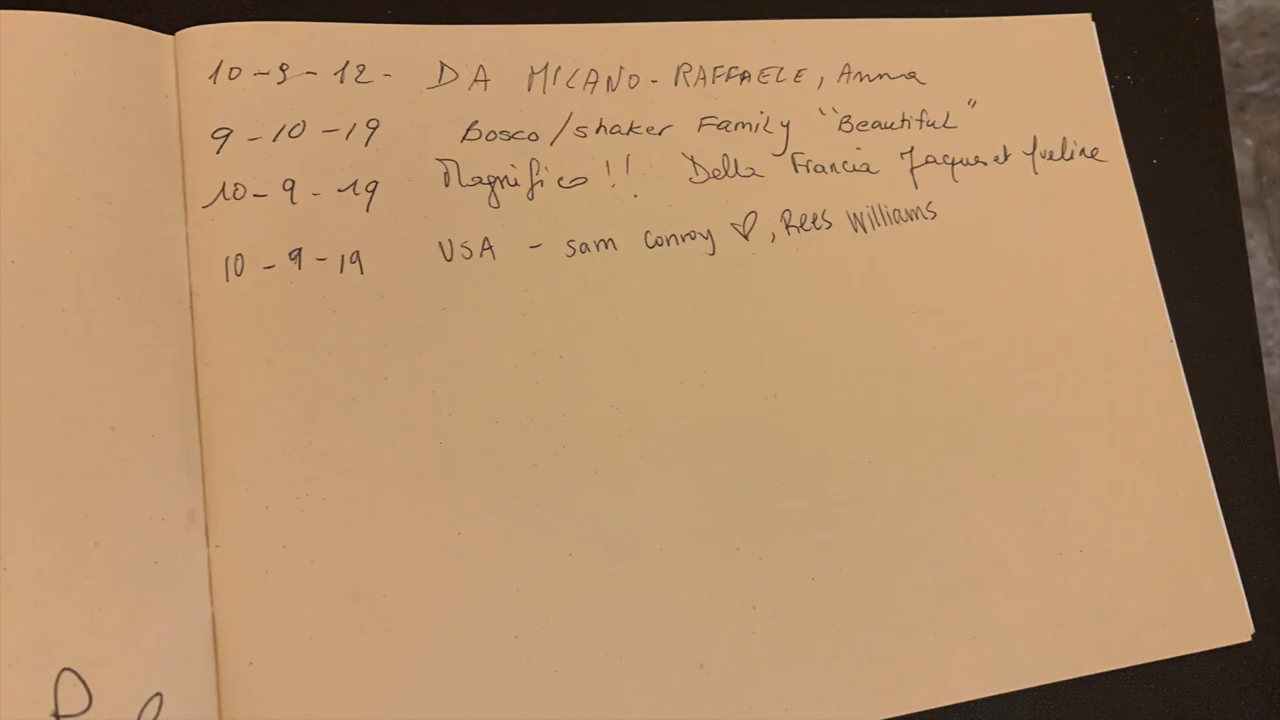 10-9-12- DA MILANO-RAFFAELE, Anna
9-10-19 Bosco/shaker Family "Beautiful"
10-9-19 Magnifico!! Della Francia Jaques et Yveline
10-9-19 USA - sam conroy ♡, Rees Williams